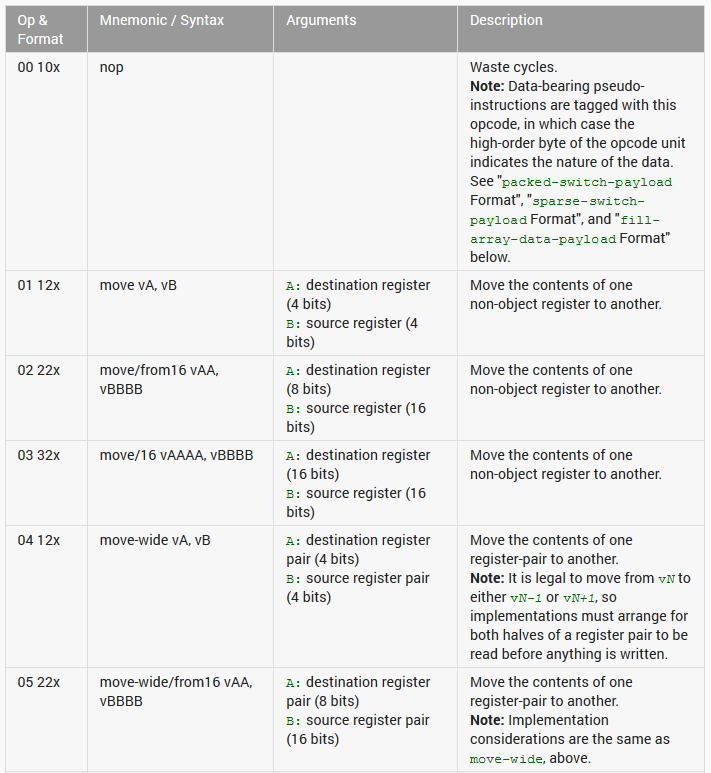 Op & Format Mnemonic / Syntax Arguments Description
00 10x nop Waste cycles.
Note: Data-bearing pseudo-
instructions are tagged with this
opcode, in which case the
high-order byte of the opcode unit
indicates the nature of the data.
See "packed-switch-payload
Format", "sparse-switch-
payload Format", and "fill-
array-data-payload Format"
below.
01 12x
move vA, vB
A: destination register
(4 bits)
B: source register (4
bits)
Move the contents of one
non-object register to another.
02 22x
move/from16 vAA,
vBBBB
A: destination register
(8 bits)
B: source register (16
bits)
Move the contents of one
non-object register to another.
03 32x
move/16 vAAAA, vBBBB
A: destination register
(16 bits)
B: source register (16
bits)
Move the contents of one
non-object register to another.
04 12x
move-wide vA, vB
A: destination register
pair (4 bits)
B: source register pair
(4 bits)
Move the contents of one
register-pair to another.
Note: It is legal to move from vN to
either vN-1 or vN+1, so
implementations must arrange for
both halves of a register pair to be
read before anything is written.
05 22x
move-wide/from16 vAA,
vBBBB
A: destination register
pair (8 bits)
B: source register pair
(16 bits)
Move the contents of one
register-pair to another.
Note: Implementation
considerations are the same as
move-wide, above.